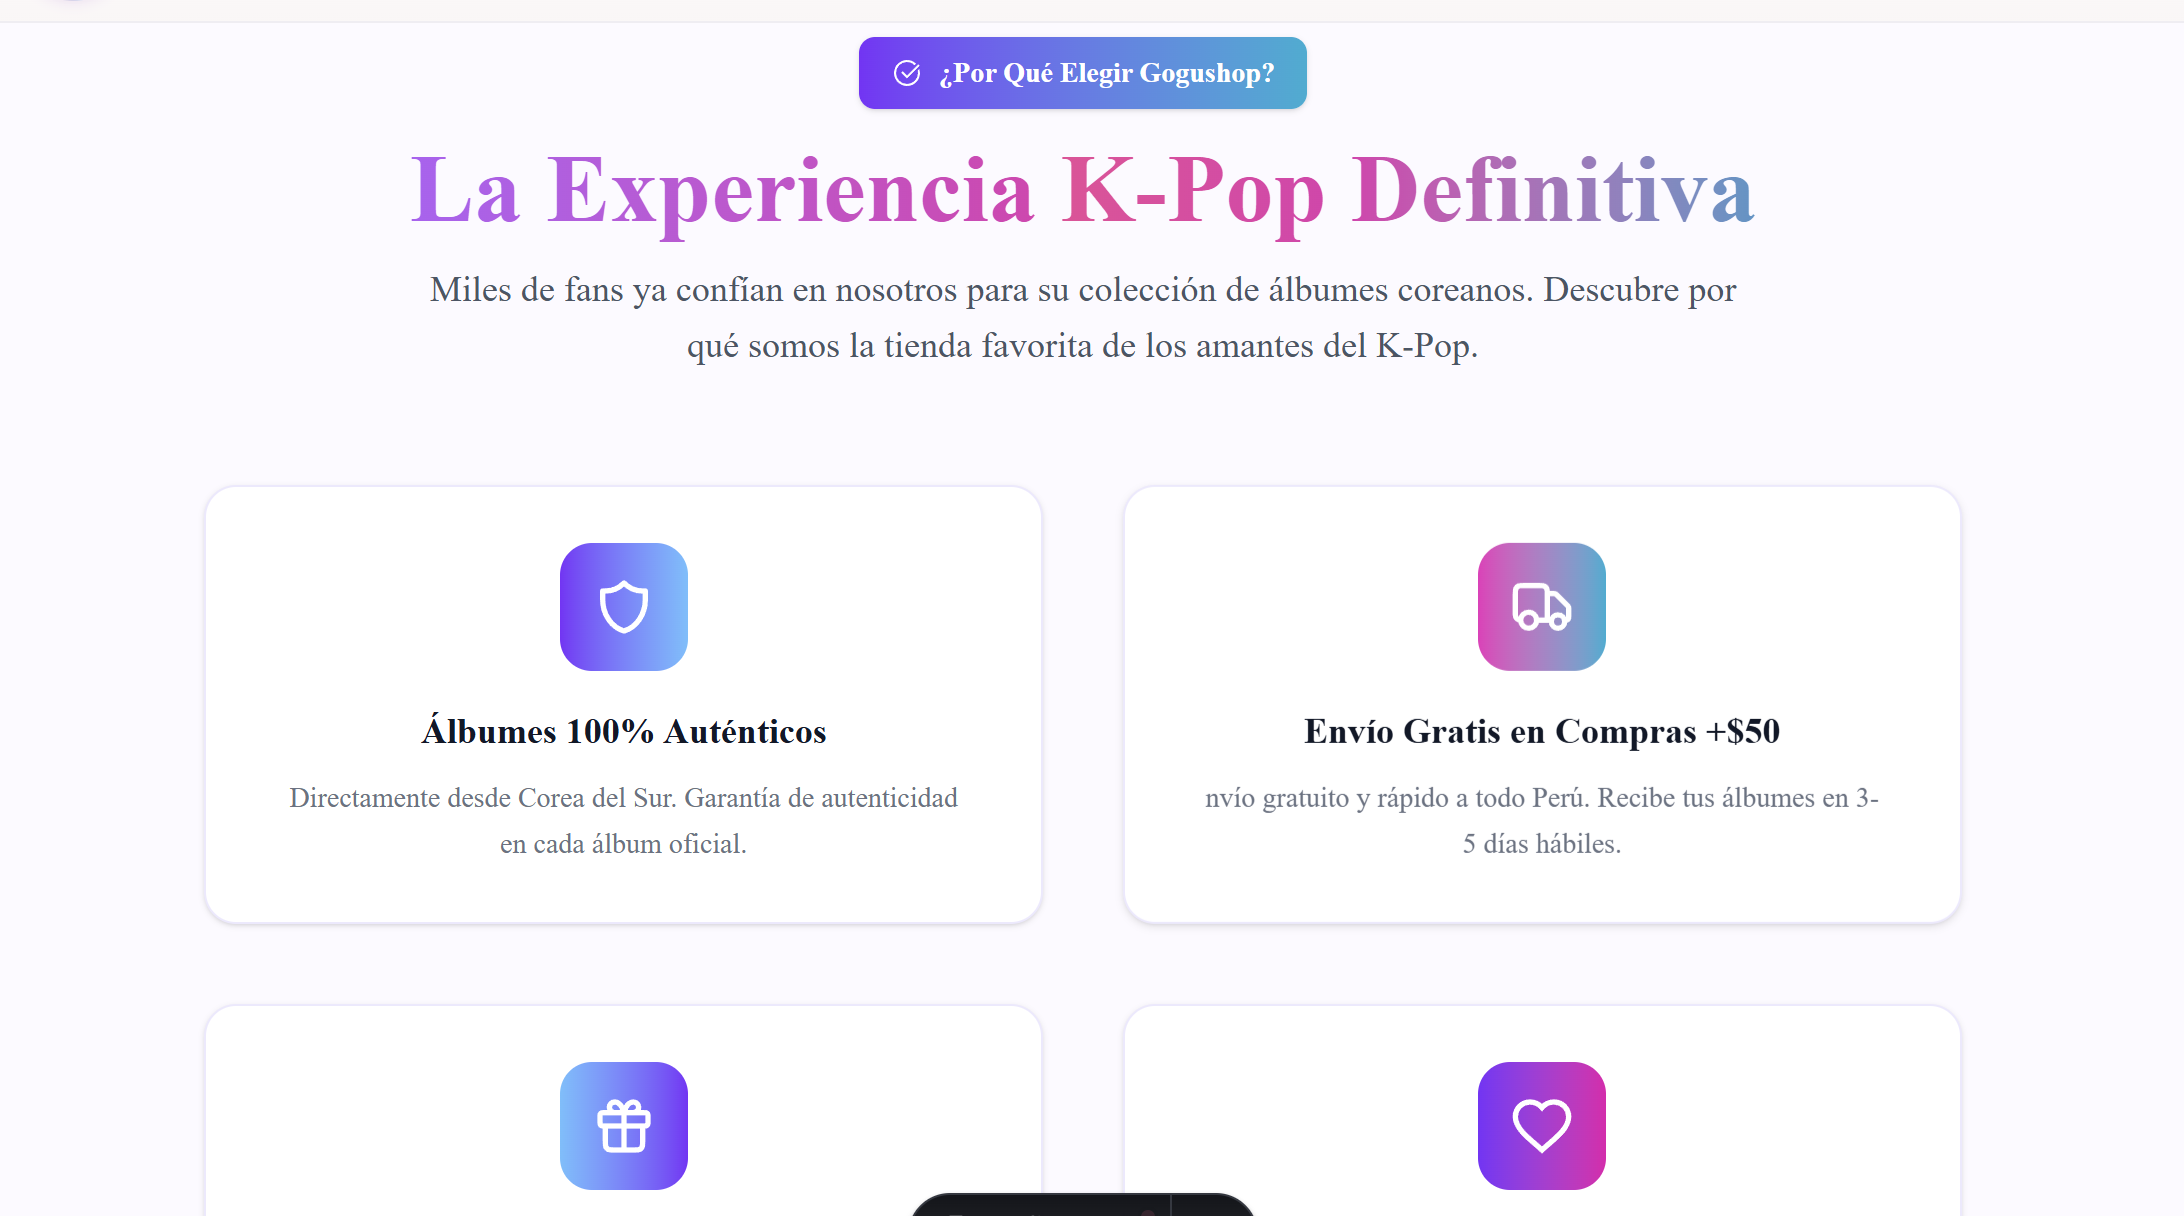 ¿Por Qué Elegir Gogushop?
La Experiencia K-Pop Definitiva
Miles de fans ya confían en nosotros para su colección de álbumes coreanos. Descubre por
qué somos la tienda favorita de los amantes del K-Pop.
Álbumes 100% Auténticos
Directamente desde Corea del Sur. Garantía de autenticidad
en cada álbum oficial.
Envío Gratis en Compras +$50
nvío gratuito y rápido a todo Perú. Recibe tus álbumes en 3-
5 días hábiles.